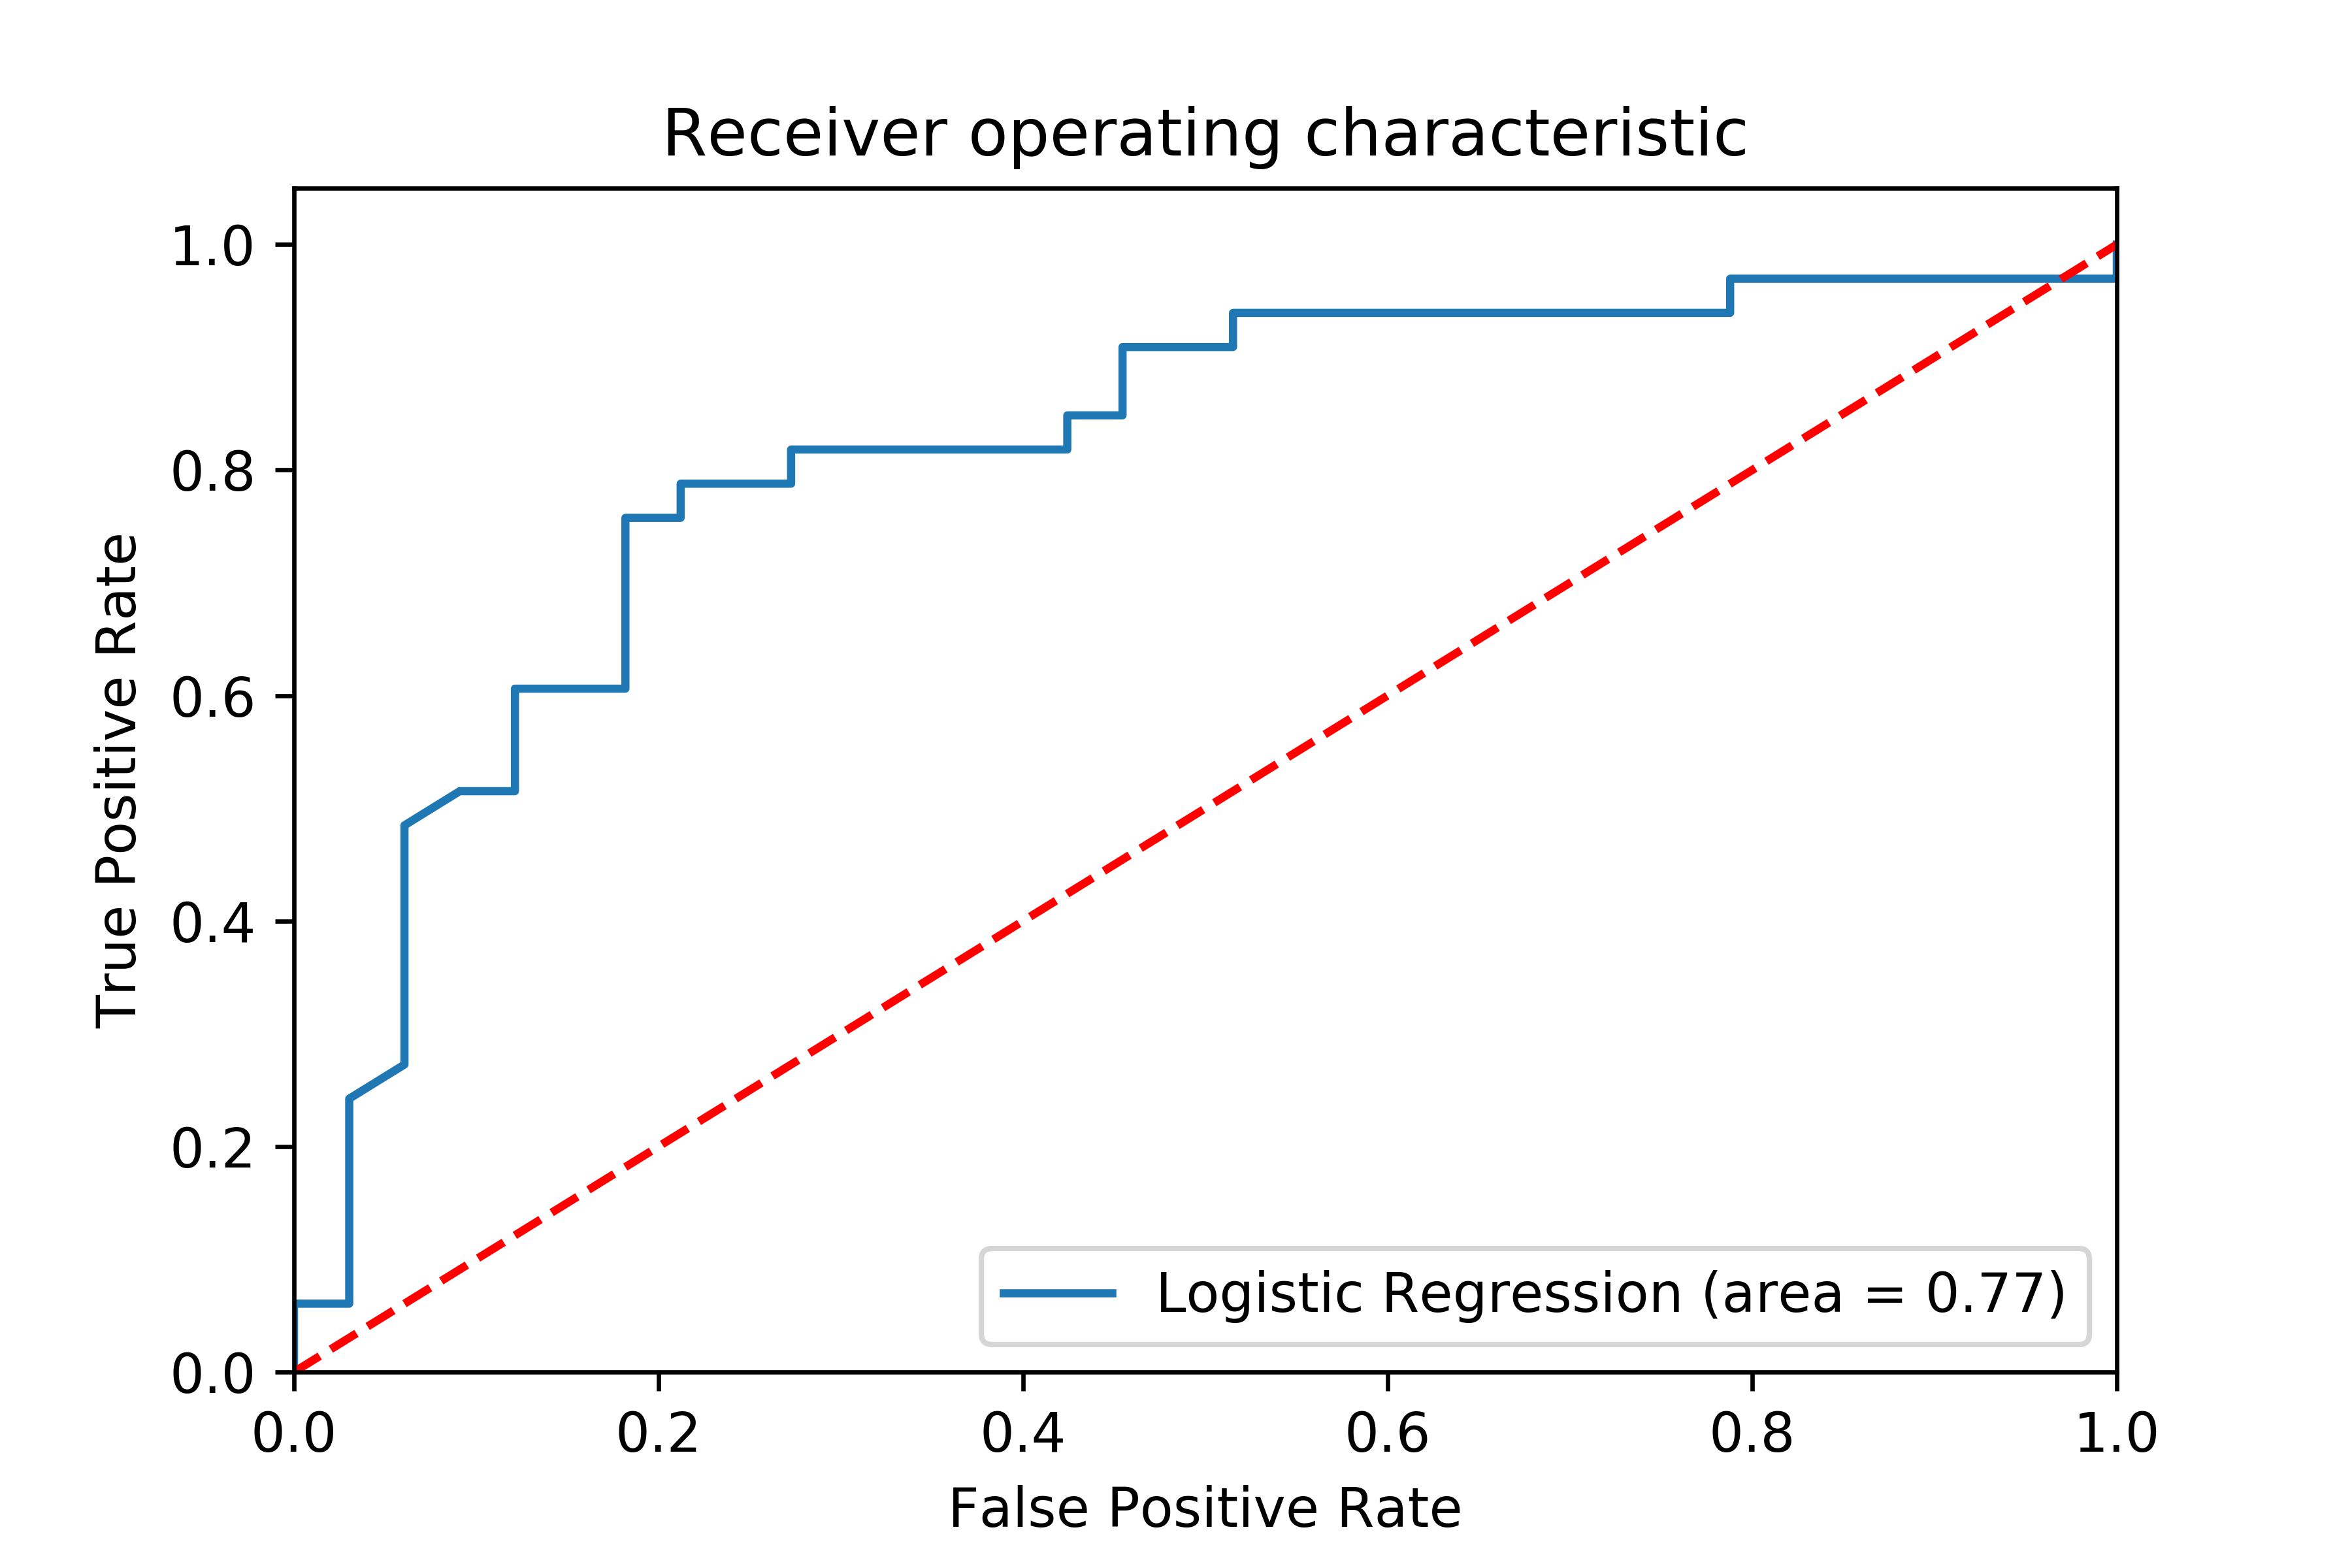 Receiver operating characteristic
1.0
0.8
0.6
0.4
0.2
0.0
True Positive Rate
Logistic Regression (area = 0.77)
0.0 0.2 0.4 0.6 0.8 1.0
False Positive Rate